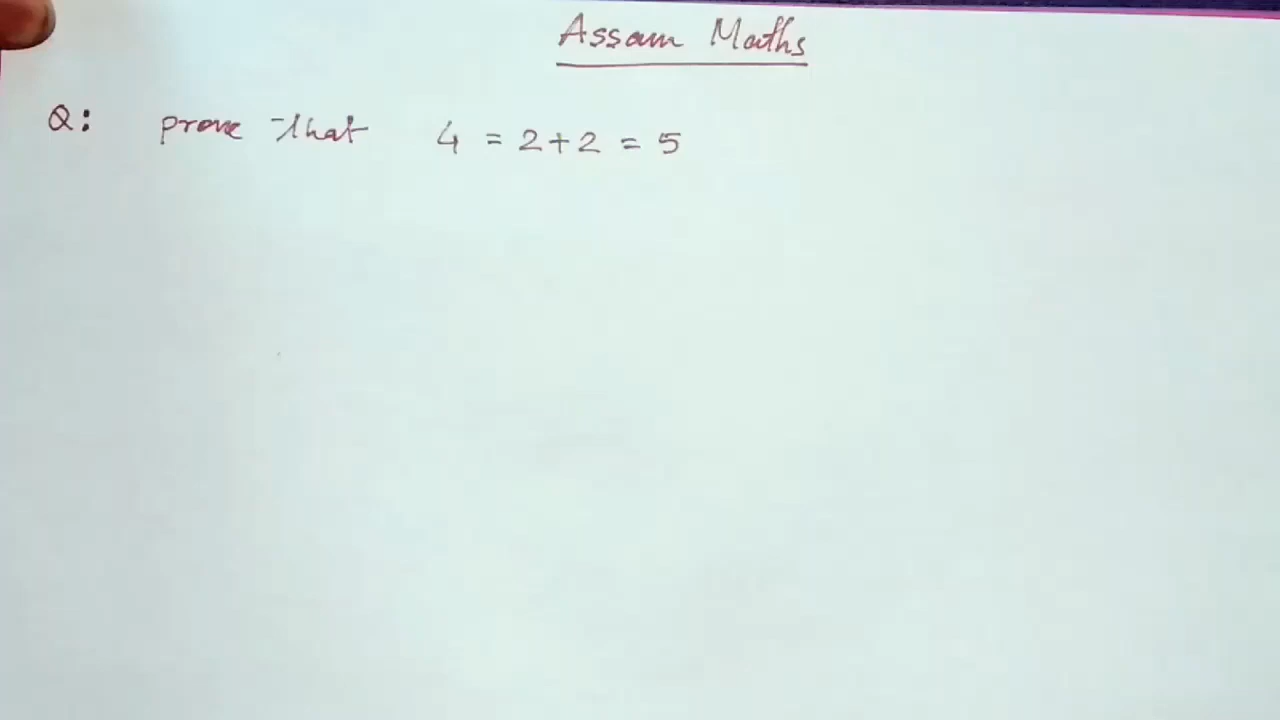 Assam Maths
Q: prove that 4 = 2+2 = 5